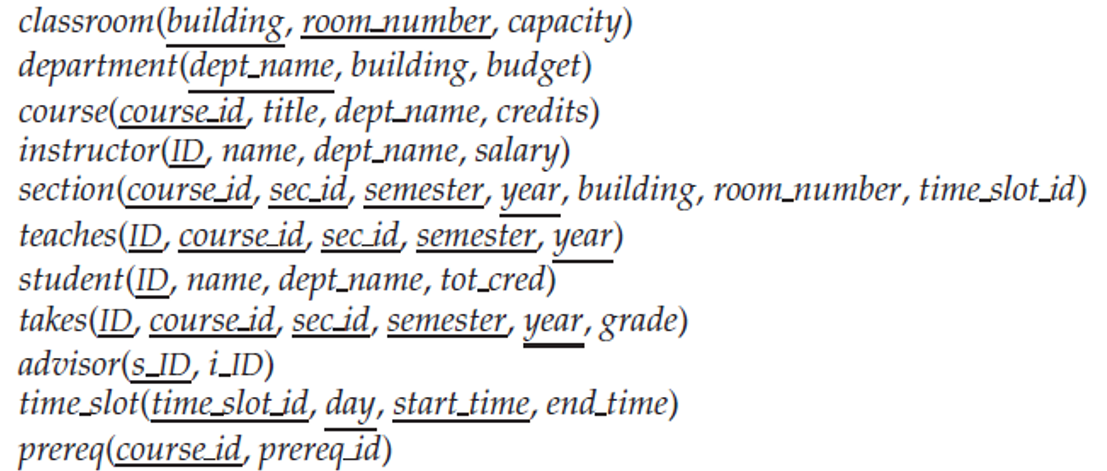 classroom(building, room_number, capacity)
department(dept_name, building, budget)
course(course_id, title, dept_name, credits)
instructor(ID, name, dept_name, salary)
section(course_id, sec_id, semester, year, building, room_number, time_slot_id)
teaches(ID, course_id, sec_id, semester, year)
student(ID, name, dept_name, tot_cred)
takes(ID, course_id, sec_id, semester, year, grade)
advisor(s_ID, i_ID)
time_slot(time_slot_id, day, start_time, end_time)
prereq(course_id, prereq_id)